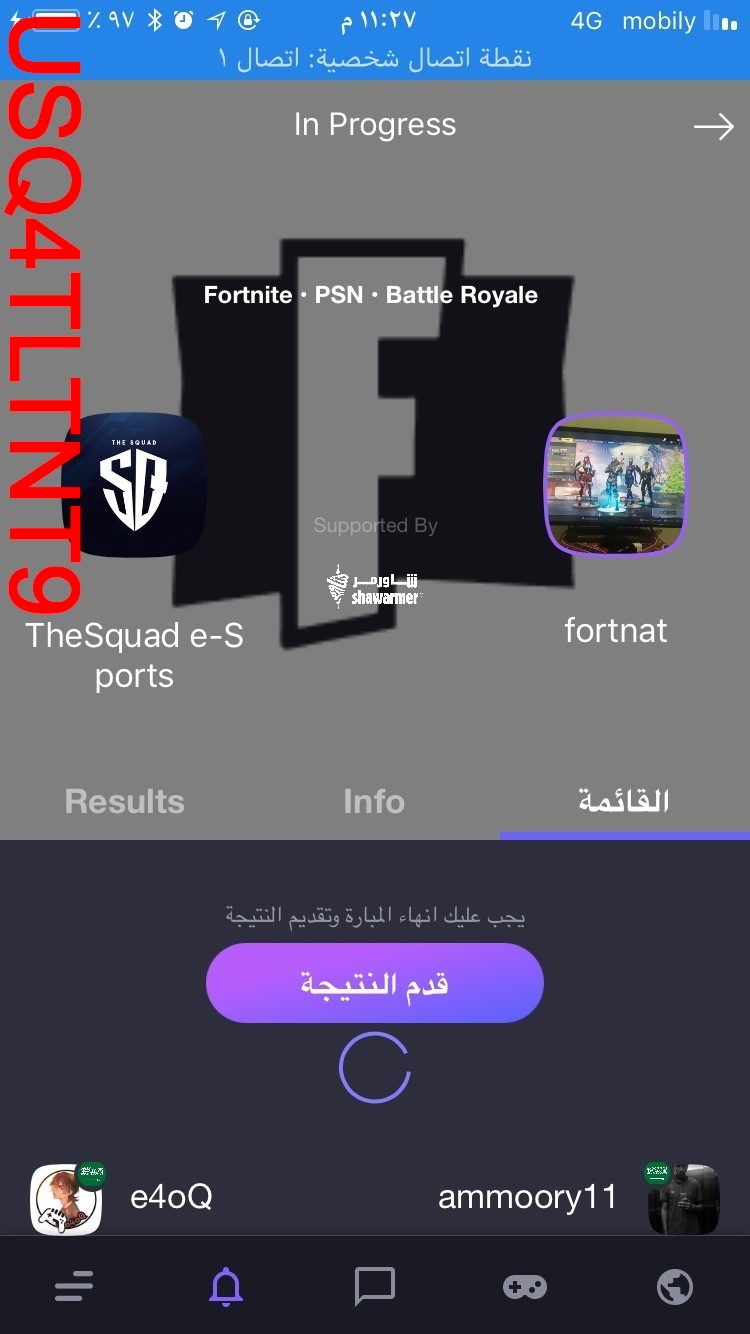 ٪ ٩٧ ١١:٢٧ م 4G mobily
نقطة اتصال شخصية: اتصال ١
USQ4TLTNT9
In Progress
Fortnite • PSN • Battle Royale
THE SQUAD
SQ
Supported By
شاورمر
shawarmer
TheSquad e-S
ports
fortnat
Results Info القائمة
يجب عليك انهاء المبارة وتقديم النتيجة
قدم النتيجة
e4oQ ammoory11